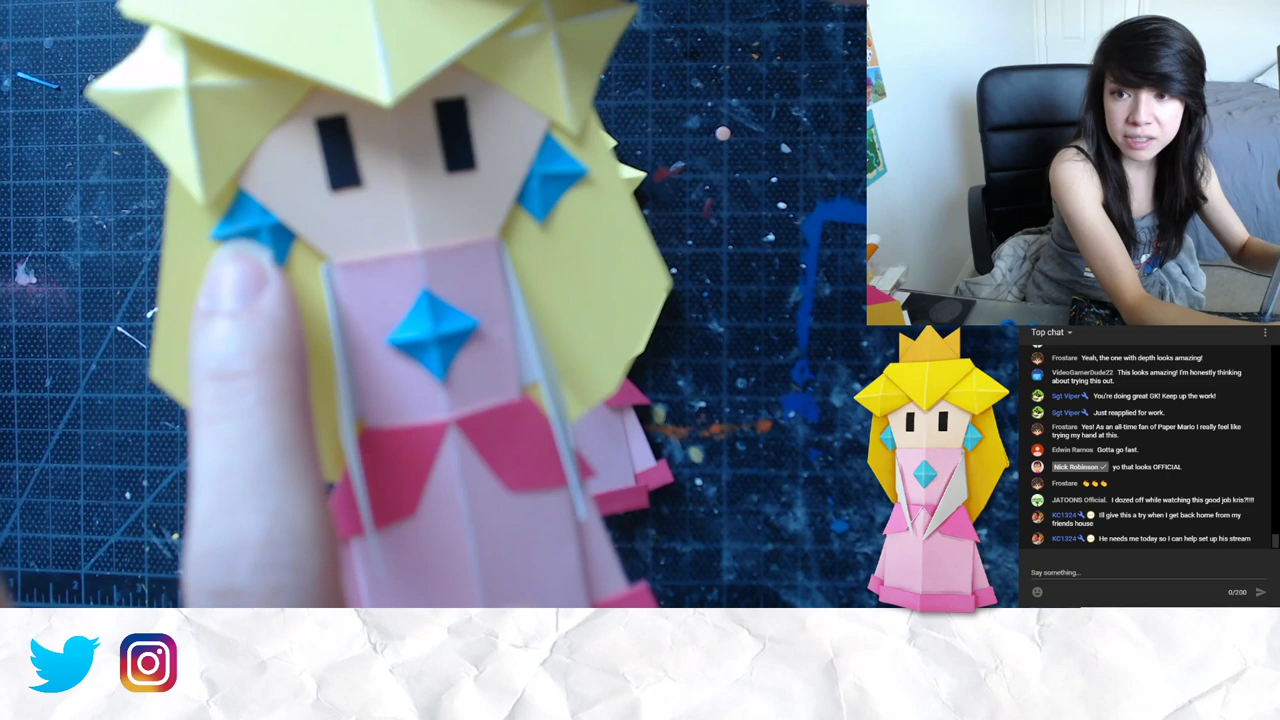 Top chat
Frostare Yeah, the one with depth looks amazing!
VideoGamerDude22 This looks amazing! I'm honestly thinking
about trying this out.
Sgt Viper You're doing great GK! Keep up the work!
Sgt Viper Just reapplied for work.
Frostare Yes! As an all-time fan of Paper Mario I really feel like
trying my hand at this.
Edwin Ramos Gotta go fast.
Nick Robinson yo that looks OFFICIAL
Frostare
JATOONS Official. I dozed off while watching this good job kris?!!!!
KC1324 Ill give this a try when I get back home from my
friends house
KC1324 He needs me today so I can help set up his stream
Say something...
0/200
2
1